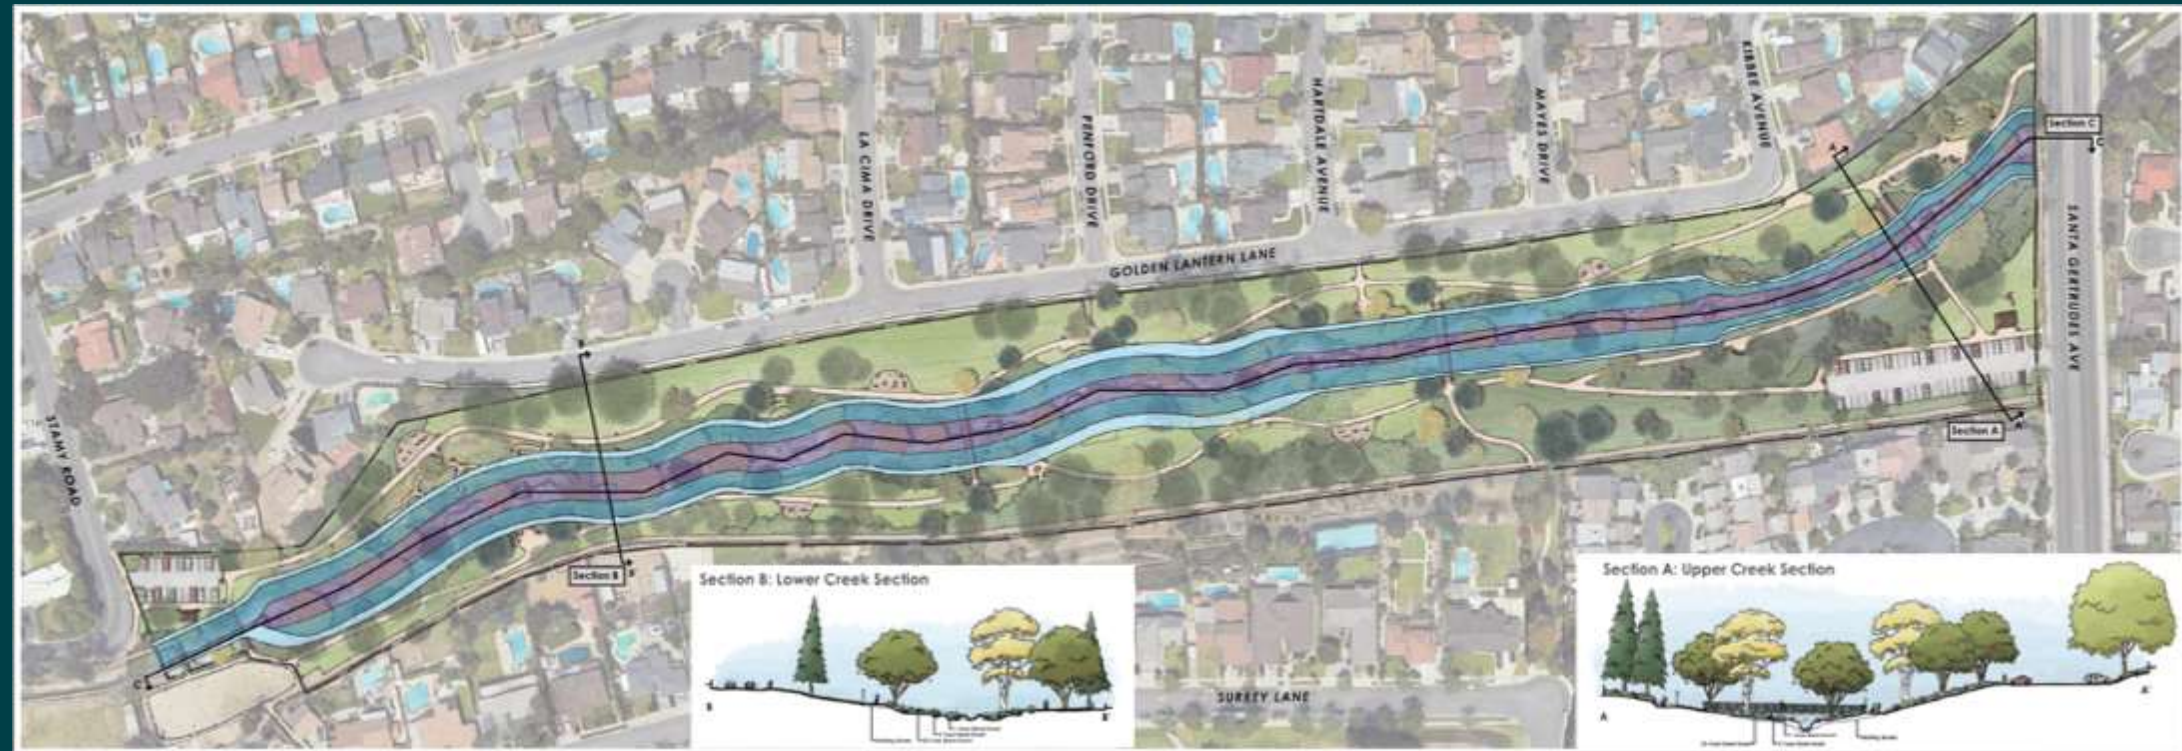 LA CIMA DRIVE
PENFORD DRIVE
HARTDALE AVENUE
MAYES DRIVE
KIBBEE AVENUE
Section C
C
A
SANTA GERTRUDES AVE
GOLDEN LANTERN LANE
B
STAMY ROAD
Section A
A'
Section B
B
C'
Section B: Lower Creek Section
B
B'
SURREY LANE
Section A: Upper Creek Section
A
A'